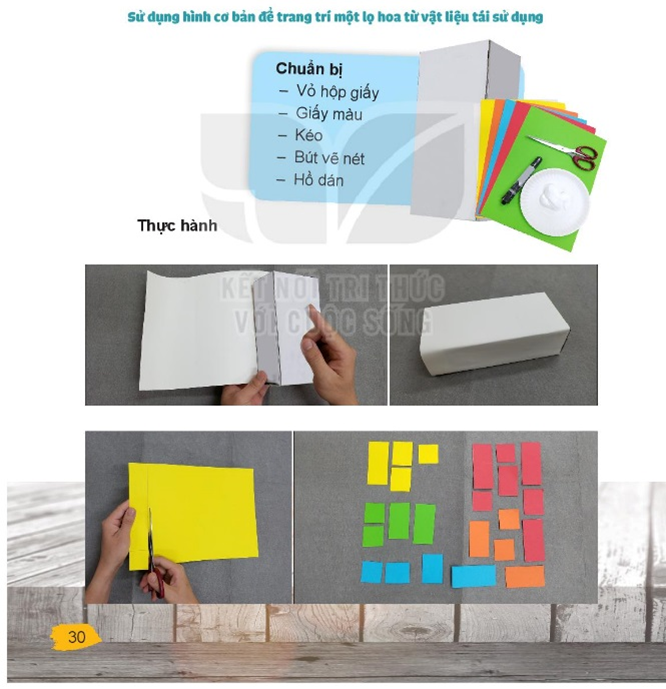 Sử dụng hình cơ bản để trang trí một lọ hoa từ vật liệu tái sử dụng
Chuẩn bị
– Vỏ hộp giấy
– Giấy màu
– Kéo
– Bút vẽ nét
– Hồ dán
Thực hành
KẾT NỐI TRI THỨC
VỚI CUỘC SỐNG
30